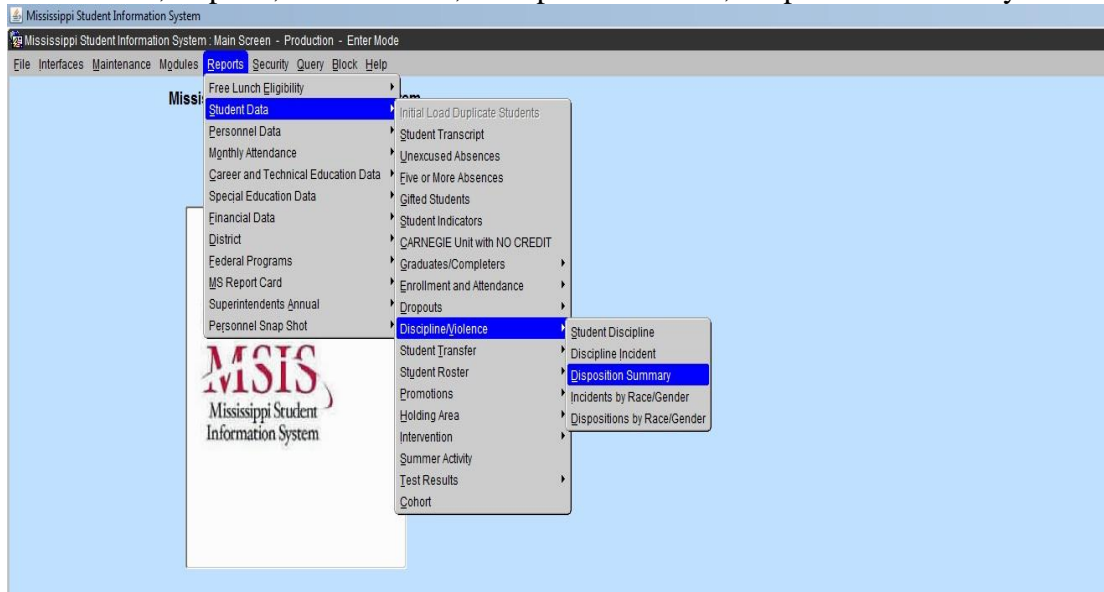 Mississippi Student Information System
Mississippi Student Information System : Main Screen - Production - Enter Mode
File Interfaces Maintenance Modules Reports Security Query Block Help
Missi
Free Lunch Eligibility
Student Data
Personnel Data
Monthly Attendance
Career and Technical Education Data
Special Education Data
Financial Data
District
Federal Programs
MS Report Card
Superintendents Annual
Personnel Snap Shot
Initial Load Duplicate Students
Student Transcript
Unexcused Absences
Five or More Absences
Gifted Students
Student Indicators
CARNEGIE Unit with NO CREDIT
Graduates/Completers
Enrollment and Attendance
Dropouts
Discipline/Violence
Student Transfer
Student Roster
Promotions
Holding Area
Intervention
Summer Activity
Test Results
Cohort
Student Discipline
Discipline Incident
Disposition Summary
Incidents by Race/Gender
Dispositions by Race/Gender
MSIS
Mississippi Student
Information System